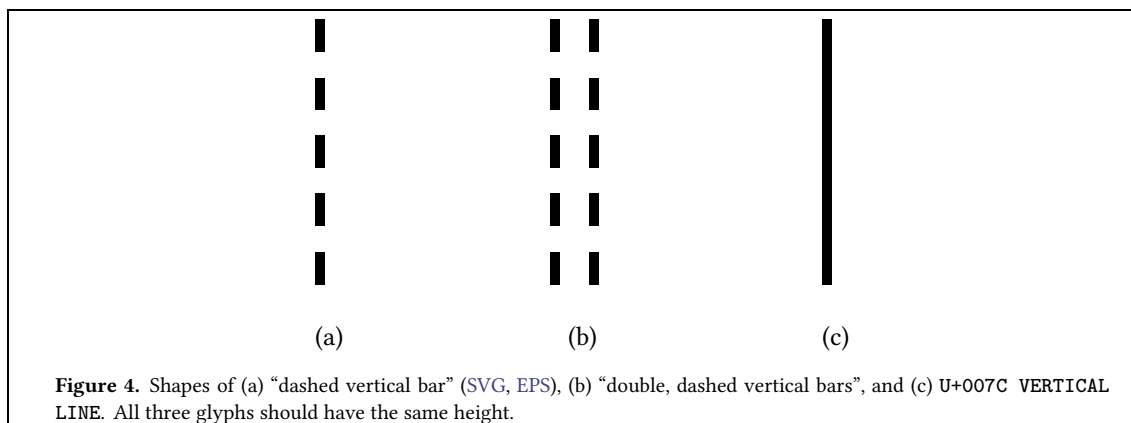 (a) (b) (c)
Figure 4. Shapes of (a) “dashed vertical bar” (SVG, EPS), (b) “double, dashed vertical bars”, and (c) U+007C VERTICAL
LINE. All three glyphs should have the same height.